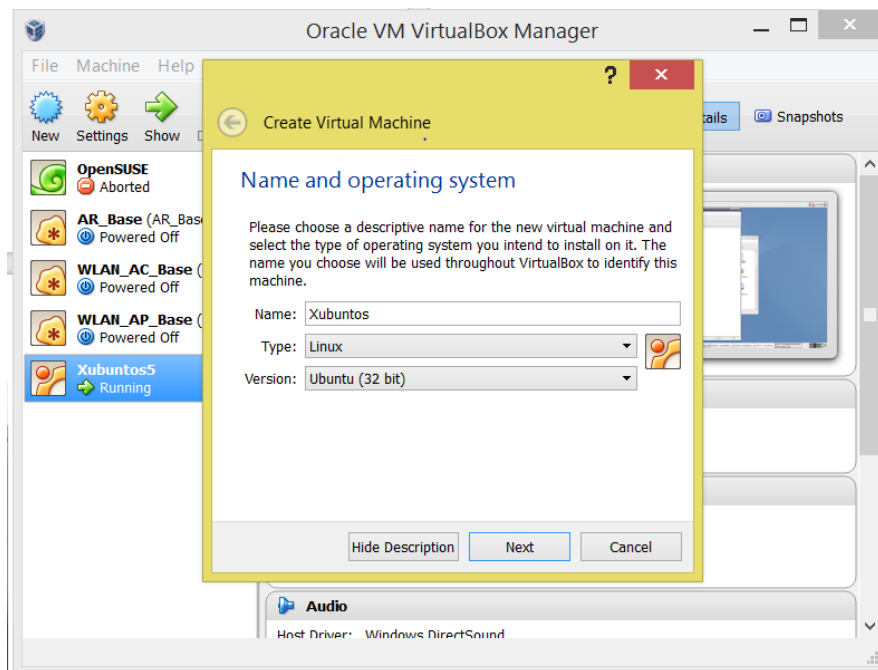 Oracle VM VirtualBox Manager
File Machine Help
New Settings Show
Snapshots
OpenSUSE
Aborted
AR_Base (AR_Bas
Powered Off
WLAN_AC_Base (
Powered Off
WLAN_AP_Base (
Powered Off
Xubuntos5
Running
?
Create Virtual Machine
Name and operating system
Please choose a descriptive name for the new virtual machine and
select the type of operating system you intend to install on it. The
name you choose will be used throughout VirtualBox to identify this
machine.
Name: Xubuntos
Type: Linux
Version: Ubuntu (32 bit)
Hide Description Next Cancel
Audio
Host Driver: Windows DirectSound